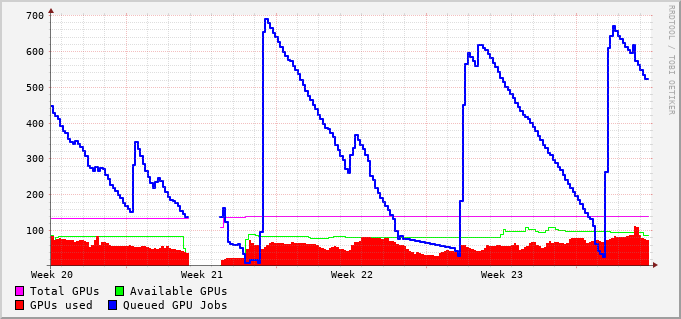 700
600
500
400
300
200
100
Week 20 Week 21 Week 22 Week 23
Total GPUs Available GPUs
GPUs used Queued GPU Jobs
RRDTOOL / TOBI OETIKER